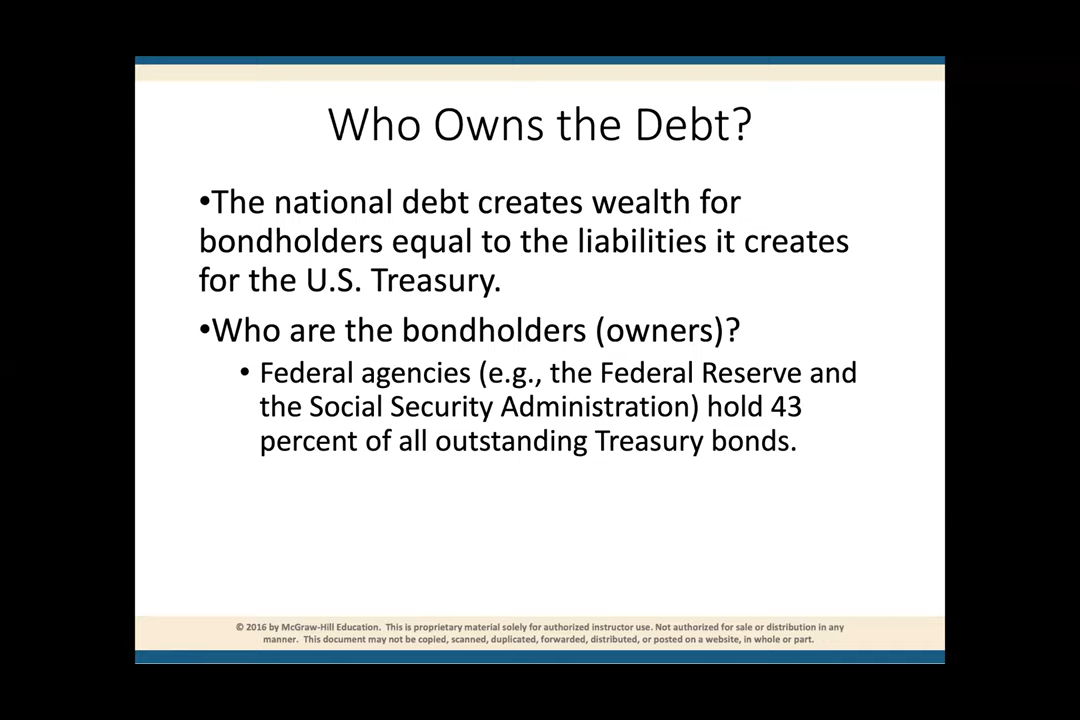 Who Owns the Debt?
•The national debt creates wealth for
bondholders equal to the liabilities it creates
for the U.S. Treasury.
•Who are the bondholders (owners)?
• Federal agencies (e.g., the Federal Reserve and
the Social Security Administration) hold 43
percent of all outstanding Treasury bonds.
© 2016 by McGraw-Hill Education. This is proprietary material solely for authorized instructor use. Not authorized for sale or distribution in any
manner. This document may not be copied, scanned, duplicated, forwarded, distributed, or posted on a website, in whole or part.